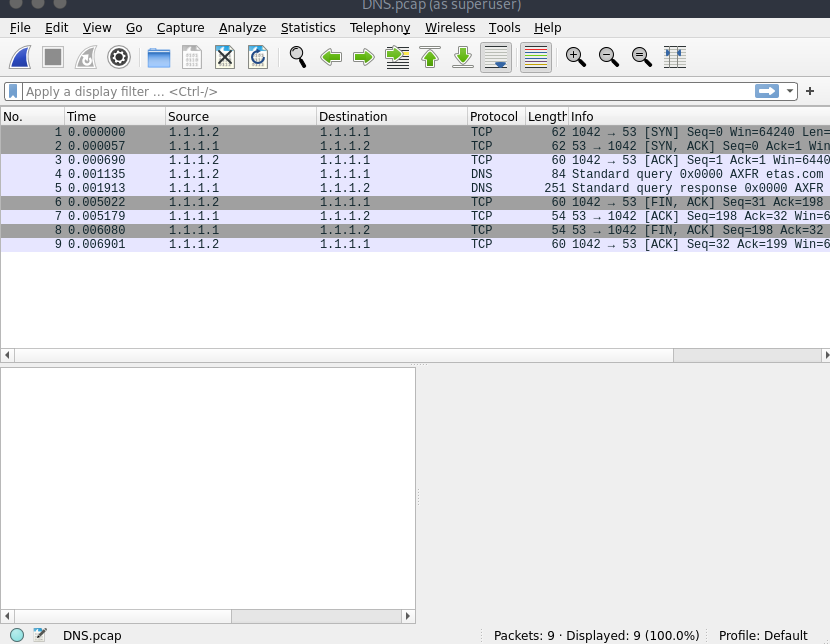 DNS.pcap (as superuser)
File Edit View Go Capture Analyze Statistics Telephony Wireless Tools Help
Apply a display filter ... <Ctrl-/> +
No. Time Source Destination Protocol Length Info
1 0.000000 1.1.1.2 1.1.1.1 TCP 62 1042 → 53 [SYN] Seq=0 Win=64240 Len=
2 0.000057 1.1.1.1 1.1.1.2 TCP 62 53 → 1042 [SYN, ACK] Seq=0 Ack=1 Win
3 0.000690 1.1.1.2 1.1.1.1 TCP 60 1042 → 53 [ACK] Seq=1 Ack=1 Win=6440
4 0.001135 1.1.1.2 1.1.1.1 DNS 84 Standard query 0x0000 AXFR etas.com
5 0.001913 1.1.1.1 1.1.1.2 DNS 251 Standard query response 0x0000 AXFR
6 0.005022 1.1.1.2 1.1.1.1 TCP 60 1042 → 53 [FIN, ACK] Seq=31 Ack=198
7 0.005179 1.1.1.1 1.1.1.2 TCP 54 53 → 1042 [ACK] Seq=198 Ack=32 Win=6
8 0.006080 1.1.1.1 1.1.1.2 TCP 54 53 → 1042 [FIN, ACK] Seq=198 Ack=32
9 0.006901 1.1.1.2 1.1.1.1 TCP 60 1042 → 53 [ACK] Seq=32 Ack=199 Win=6
DNS.pcap Packets: 9 · Displayed: 9 (100.0%) Profile: Default